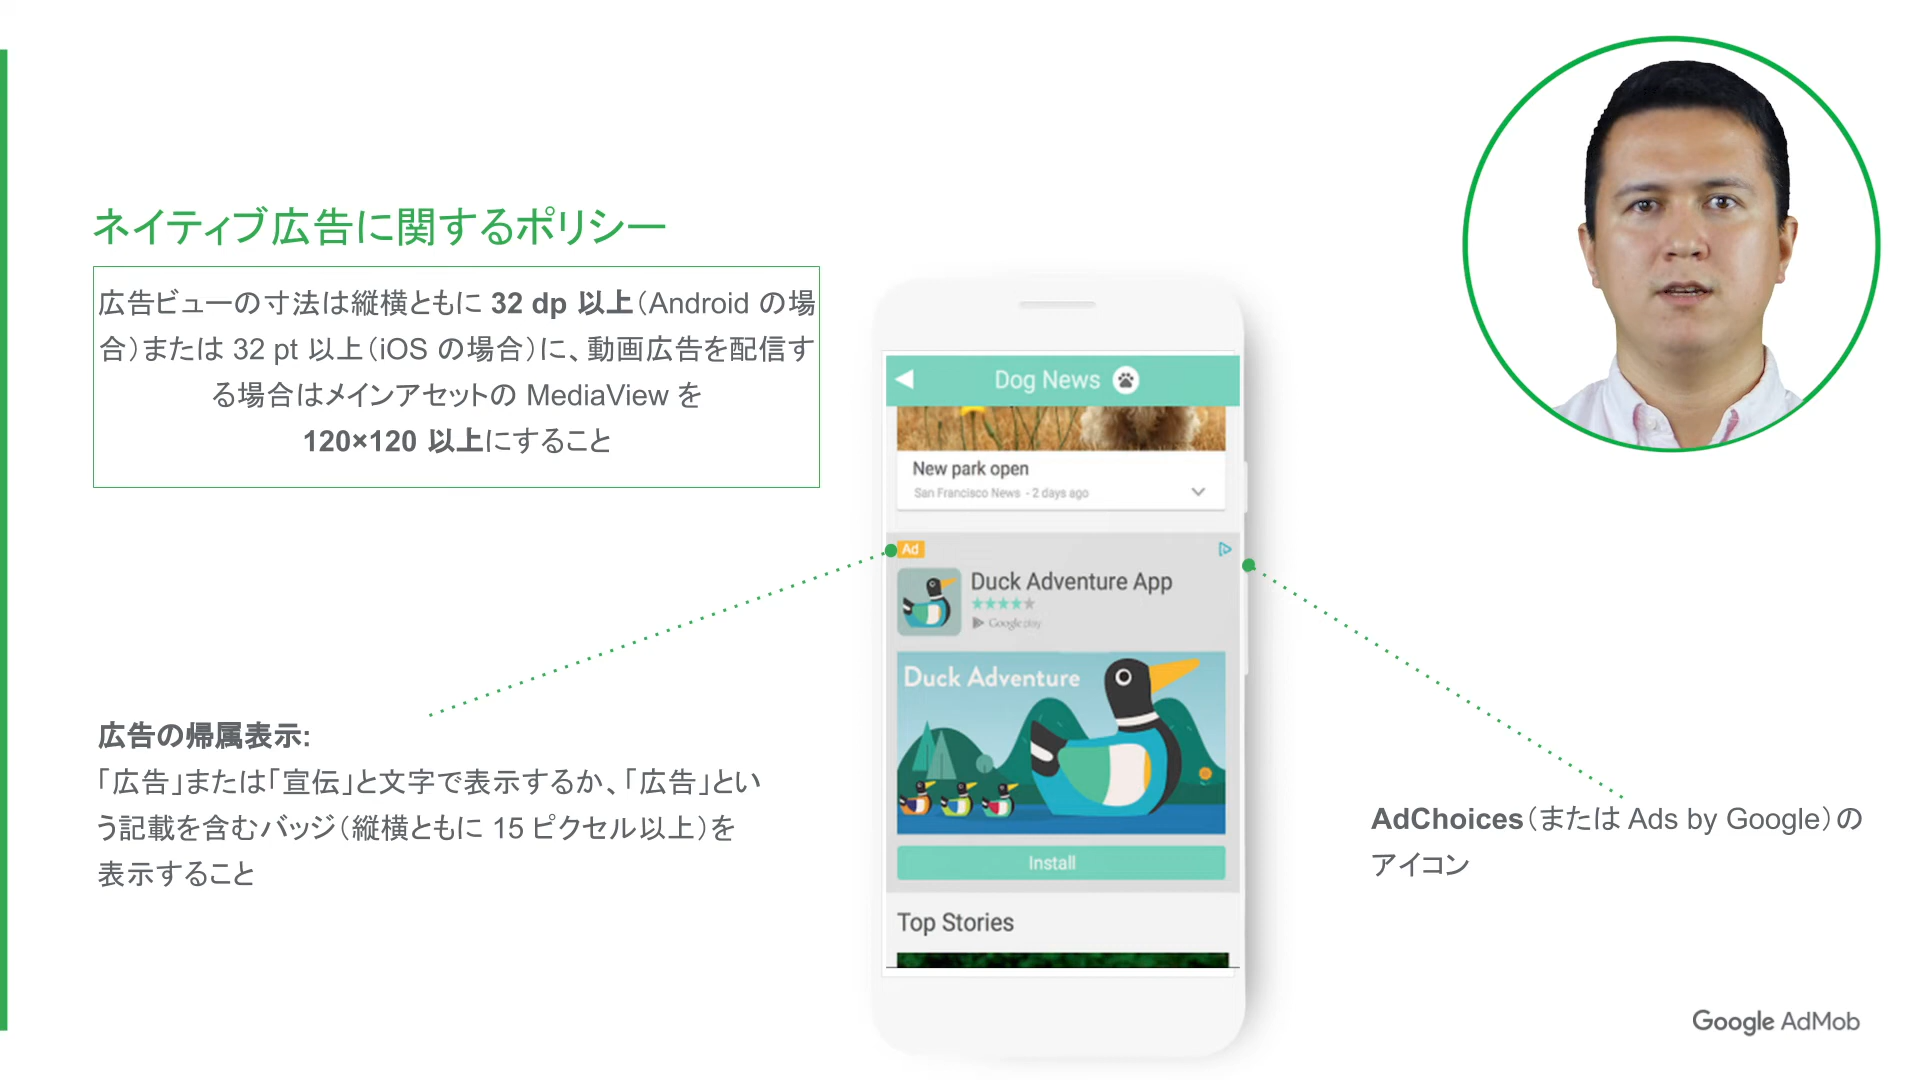 ネイティブ広告に関するポリシー
広告ビューの寸法は縦横ともに 32 dp 以上（Android の場
合）または 32 pt 以上（iOS の場合）に、動画広告を配信す
る場合はメインアセットの MediaView を
120×120 以上にすること
Dog News
New park open
San Francisco News - 2 days ago
Ad
Duck Adventure App
Google play
Duck Adventure
Install
Top Stories
広告の帰属表示:
「広告」または「宣伝」と文字で表示するか、「広告」とい
う記載を含むバッジ（縦横ともに 15 ピクセル以上）を
表示すること
AdChoices（または Ads by Google）の
アイコン
Google AdMob